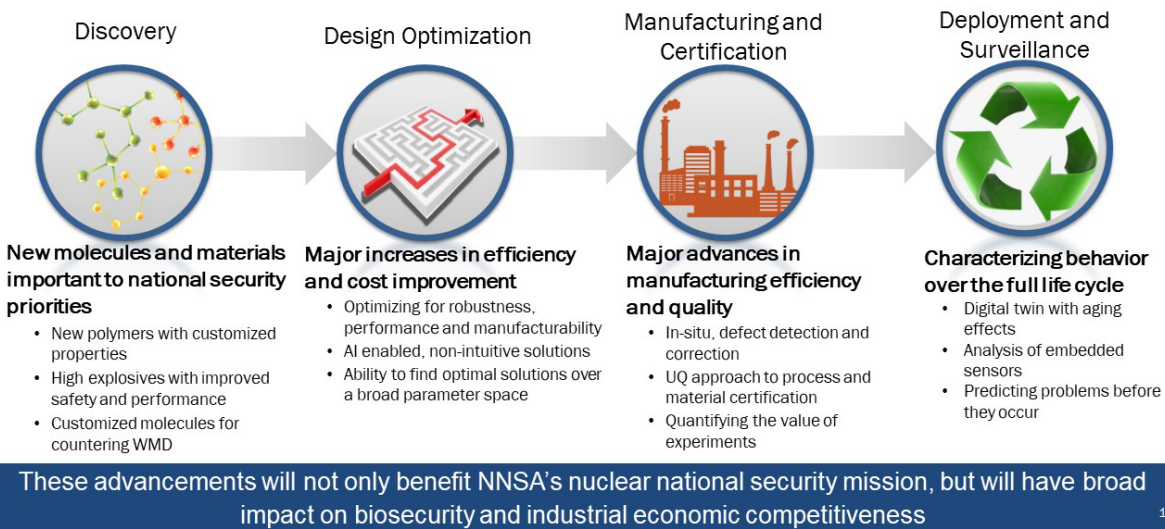 Discovery
New molecules and materials
important to national security
priorities
• New polymers with customized
properties
• High explosives with improved
safety and performance
• Customized molecules for
countering WMD
Design Optimization
Major increases in efficiency
and cost improvement
• Optimizing for robustness,
performance and manufacturability
• AI enabled, non-intuitive solutions
• Ability to find optimal solutions over
a broad parameter space
Manufacturing and
Certification
Major advances in
manufacturing efficiency
and quality
• In-situ, defect detection and
correction
• UQ approach to process and
material certification
• Quantifying the value of
experiments
Deployment and
Surveillance
Characterizing behavior
over the full life cycle
• Digital twin with aging
effects
• Analysis of embedded
sensors
• Predicting problems before
they occur
These advancements will not only benefit NNSA's nuclear national security mission, but will have broad
impact on biosecurity and industrial economic competitiveness